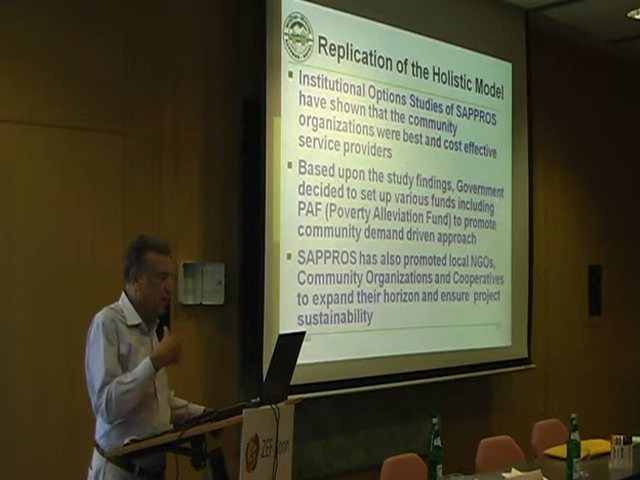 Replication of the Holistic Model
Institutional Options Studies of SAPPROS
have shown that the community
organizations were best and cost effective
service providers
Based upon the study findings, Government
decided to set up various funds including
PAF (Poverty Alleviation Fund) to promote
community demand driven approach
SAPPROS has also promoted local NGOs,
Community Organizations and Cooperatives
to expand their horizon and ensure project
sustainability
ZEF Bonn